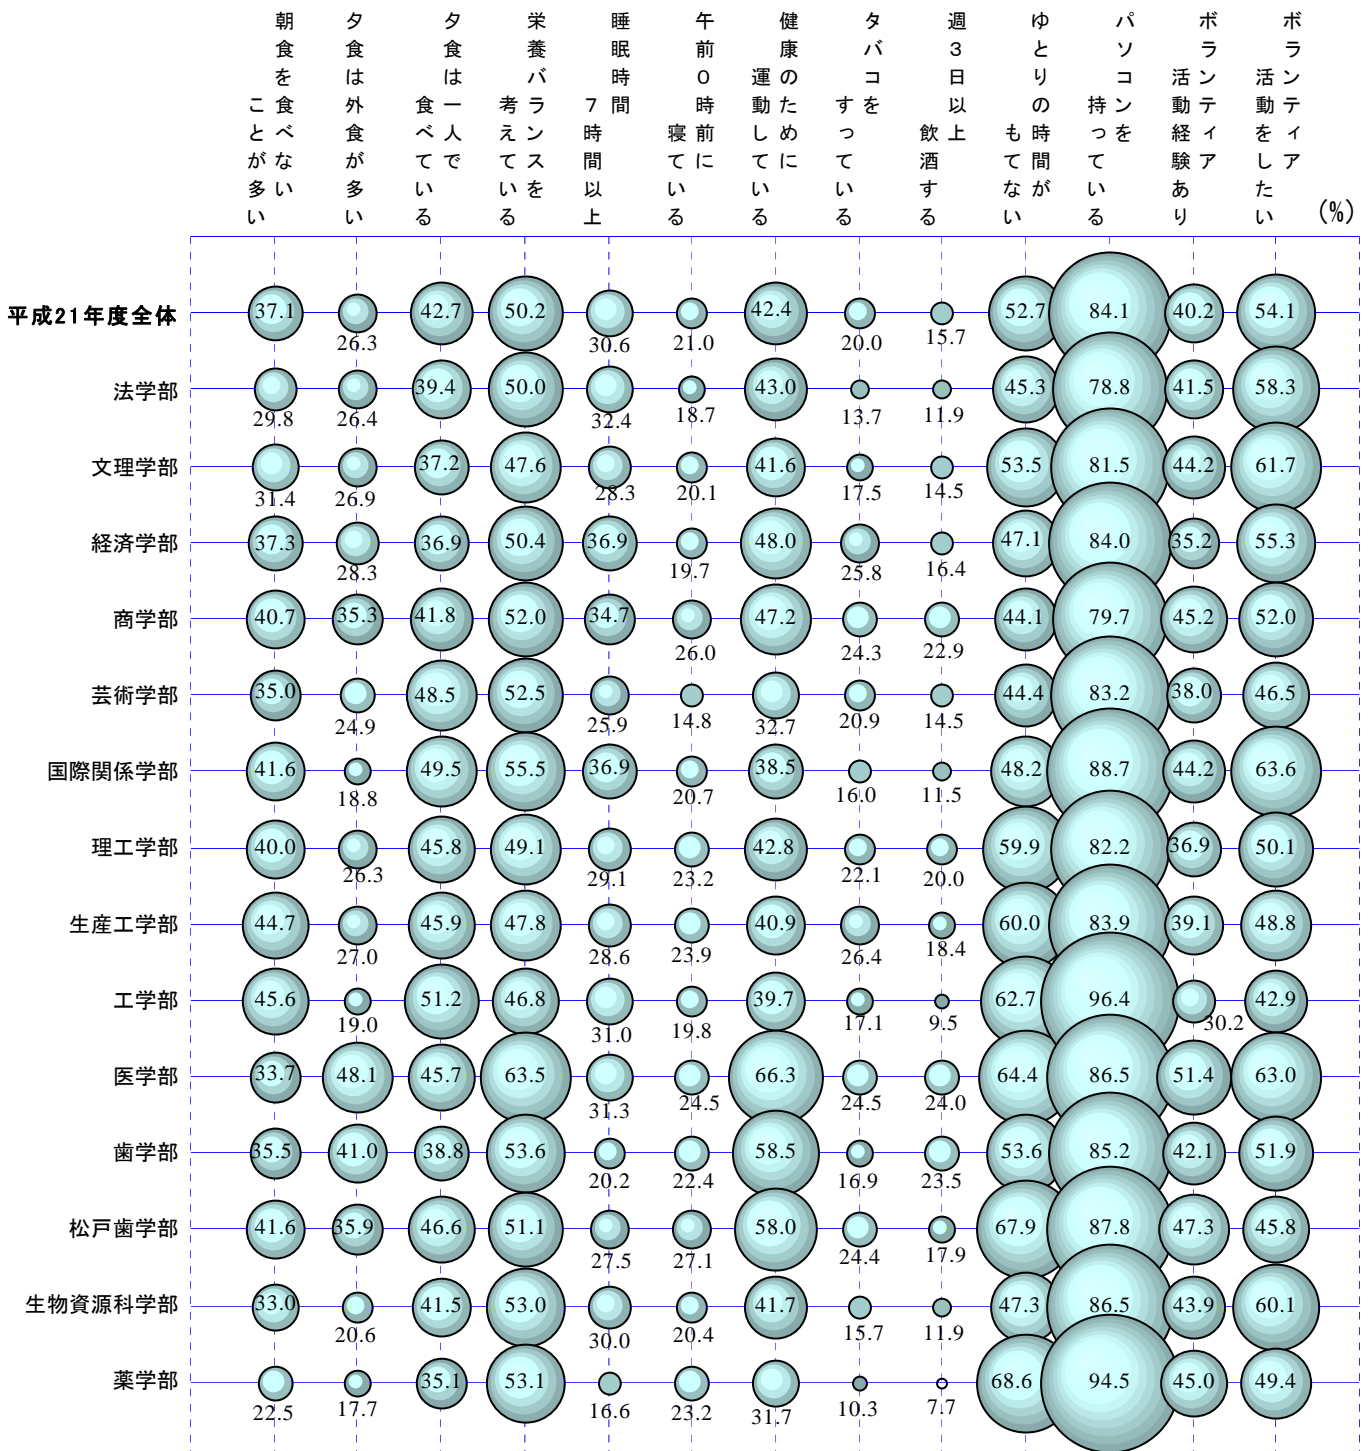 朝食を食べない
ことが多い
夕食は外食が多い
夕食は一人で
食べている
栄養バランスを
考えている
睡眠時間
7時間以上
午前0時前に
寝ている
健康のために
運動している
タバコを
すっている
週3日以上
飲酒する
ゆとりの時間が
もてない
パソコンを
持っている
ボランティア
活動経験あり
ボランティア
活動をしたい
(%)
平成21年度全体 37.1 26.3 42.7 50.2 30.6 21.0 42.4 20.0 15.7 52.7 84.1 40.2 54.1
法学部 29.8 26.4 39.4 50.0 32.4 18.7 43.0 13.7 11.9 45.3 78.8 41.5 58.3
文理学部 31.4 26.9 37.2 47.6 28.3 20.1 41.6 17.5 14.5 53.5 81.5 44.2 61.7
経済学部 37.3 28.3 36.9 50.4 36.9 19.7 48.0 25.8 16.4 47.1 84.0 35.2 55.3
商学部 40.7 35.3 41.8 52.0 34.7 26.0 47.2 24.3 22.9 44.1 79.7 45.2 52.0
芸術学部 35.0 24.9 48.5 52.5 25.9 14.8 32.7 20.9 14.5 44.4 83.2 38.0 46.5
国際関係学部 41.6 18.8 49.5 55.5 36.9 20.7 38.5 16.0 11.5 48.2 88.7 44.2 63.6
理工学部 40.0 26.3 45.8 49.1 29.1 23.2 42.8 22.1 20.0 59.9 82.2 36.9 50.1
生産工学部 44.7 27.0 45.9 47.8 28.6 23.9 40.9 26.4 18.4 60.0 83.9 39.1 48.8
工学部 45.6 19.0 51.2 46.8 31.0 19.8 39.7 17.1 9.5 62.7 96.4 30.2 42.9
医学部 33.7 48.1 45.7 63.5 31.3 24.5 66.3 24.5 24.0 64.4 86.5 51.4 63.0
歯学部 35.5 41.0 38.8 53.6 20.2 22.4 58.5 16.9 23.5 53.6 85.2 42.1 51.9
松戸歯学部 41.6 35.9 46.6 51.1 27.5 27.1 58.0 24.4 17.9 67.9 87.8 47.3 45.8
生物資源科学部 33.0 20.6 41.5 53.0 30.0 20.4 41.7 15.7 11.9 47.3 86.5 43.9 60.1
薬学部 22.5 17.7 35.1 53.1 16.6 23.2 31.7 10.3 7.7 68.6 94.5 45.0 49.4